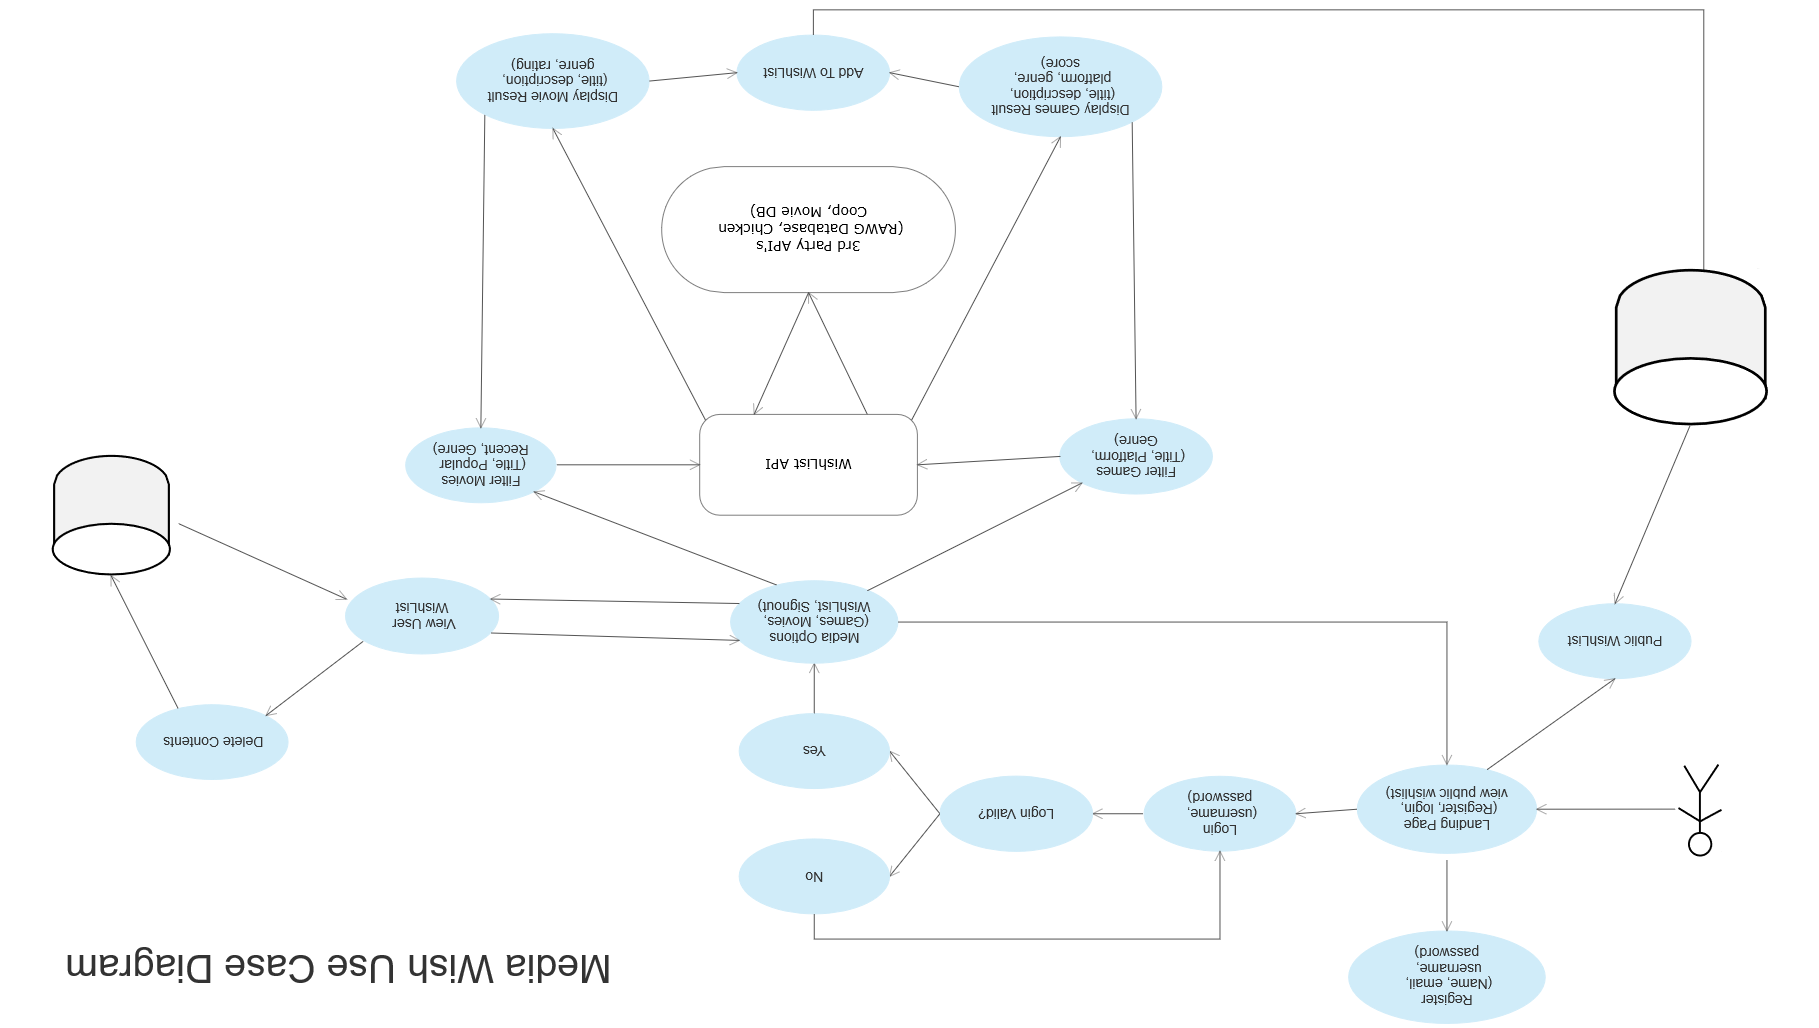 Media Wish Use Case Diagram
Register
(Name, email,
username,
password)
No
Landing Page
(Register, login,
view public wishlist)
Login
(username,
password)
Login Valid?
Yes
Delete Contents
Public WishList
Media Options
(Games, Movies,
WishList, Signout)
View User
WishList
Filter Games
(Title, Platform,
Genre)
WishList API
Filter Movies
(Title, Popular
Recent, Genre)
3rd Party API's
(RAWG Database, Chicken
Coop, Movie DB)
Display Games Result
(title, description,
platform, genre,
score)
Add To WishList
Display Movie Result
(title, description,
genre, rating)